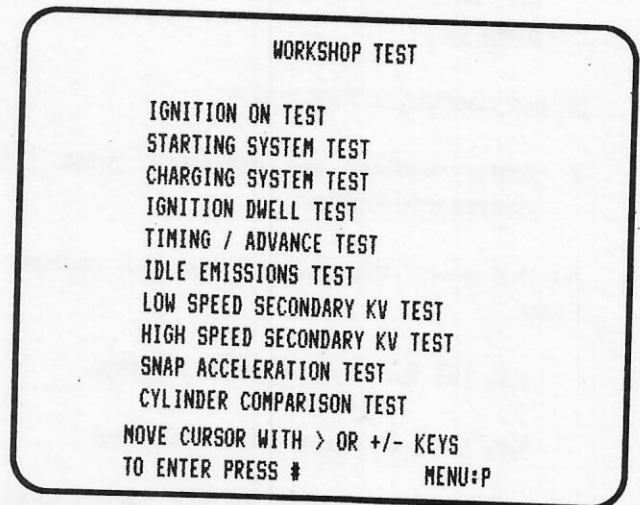 WORKSHOP TEST
IGNITION ON TEST
STARTING SYSTEM TEST
CHARGING SYSTEM TEST
IGNITION DWELL TEST
TIMING / ADVANCE TEST
IDLE EMISSIONS TEST
LOW SPEED SECONDARY KV TEST
HIGH SPEED SECONDARY KV TEST
SNAP ACCELERATION TEST
CYLINDER COMPARISON TEST
MOVE CURSOR WITH > OR +/- KEYS
TO ENTER PRESS # MENU:P